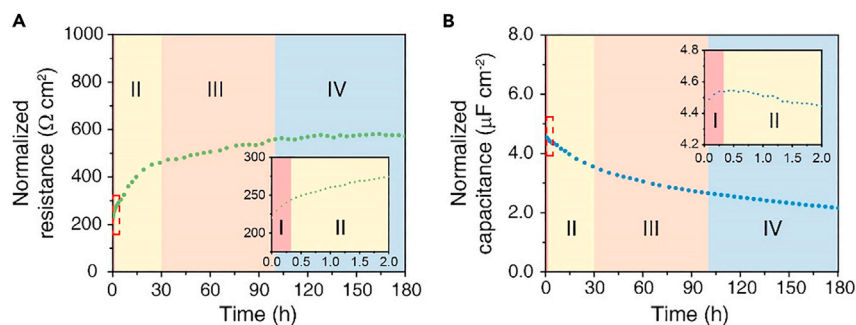 A
Normalized resistance (Ω cm²)
1000
800
600
400
200
0
II
III
IV
300
250
200
I
II
0.0 0.5 1.0 1.5 2.0
0 30 60 90 120 150 180
Time (h)
B
Normalized capacitance (μF cm⁻²)
8.0
6.0
4.0
2.0
0.0
4.8
4.6
4.4
4.2
I
II
0.0 0.5 1.0 1.5 2.0
II
III
IV
0 30 60 90 120 150 180
Time (h)